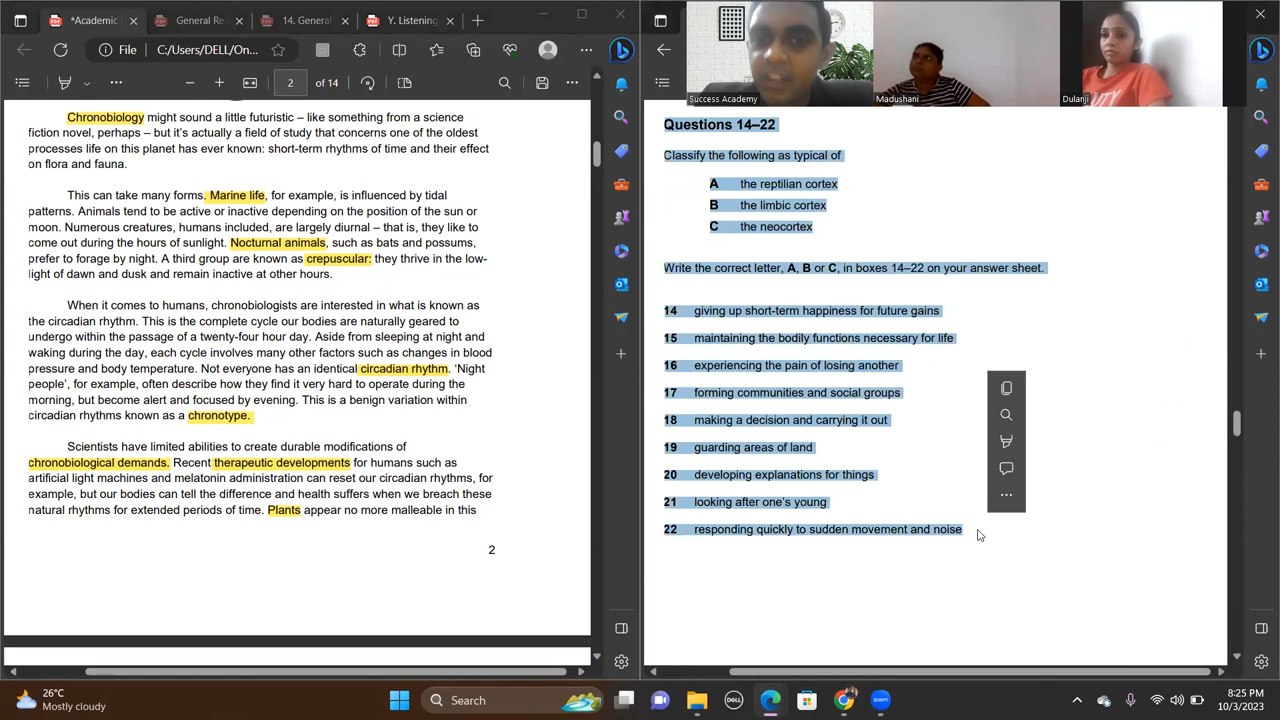 *Academic
General Re
14. General
Y. Listening
File
C:/Users/DELL/On...
2
of 14
Chronobiology might sound a little futuristic – like something from a science
fiction novel, perhaps – but it's actually a field of study that concerns one of the oldest
processes life on this planet has ever known: short-term rhythms of time and their effect
on flora and fauna.
This can take many forms. Marine life, for example, is influenced by tidal
patterns. Animals tend to be active or inactive depending on the position of the sun or
moon. Numerous creatures, humans included, are largely diurnal – that is, they like to
come out during the hours of sunlight. Nocturnal animals, such as bats and possums,
prefer to forage by night. A third group are known as crepuscular: they thrive in the low-
light of dawn and dusk and remain inactive at other hours.
When it comes to humans, chronobiologists are interested in what is known as
the circadian rhythm. This is the complete cycle our bodies are naturally geared to
undergo within the passage of a twenty-four hour day. Aside from sleeping at night and
waking during the day, each cycle involves many other factors such as changes in blood
pressure and body temperature. Not everyone has an identical circadian rhythm. 'Night
people', for example, often describe how they find it very hard to operate during the
morning, but become alert and focused by evening. This is a benign variation within
circadian rhythms known as a chronotype.
Scientists have limited abilities to create durable modifications of
chronobiological demands. Recent therapeutic developments for humans such as
artificial light machines and melatonin administration can reset our circadian rhythms, for
example, but our bodies can tell the difference and health suffers when we breach these
natural rhythms for extended periods of time. Plants appear no more malleable in this
2
Success Academy
Madushani
Dulanji
Questions 14–22
Classify the following as typical of
A the reptilian cortex
B the limbic cortex
C the neocortex
Write the correct letter, A, B or C, in boxes 14–22 on your answer sheet.
14 giving up short-term happiness for future gains
15 maintaining the bodily functions necessary for life
16 experiencing the pain of losing another
17 forming communities and social groups
18 making a decision and carrying it out
19 guarding areas of land
20 developing explanations for things
21 looking after one's young
22 responding quickly to sudden movement and noise
26°C
Mostly cloudy
Search
DELL
8:25 PM
10/3/2023